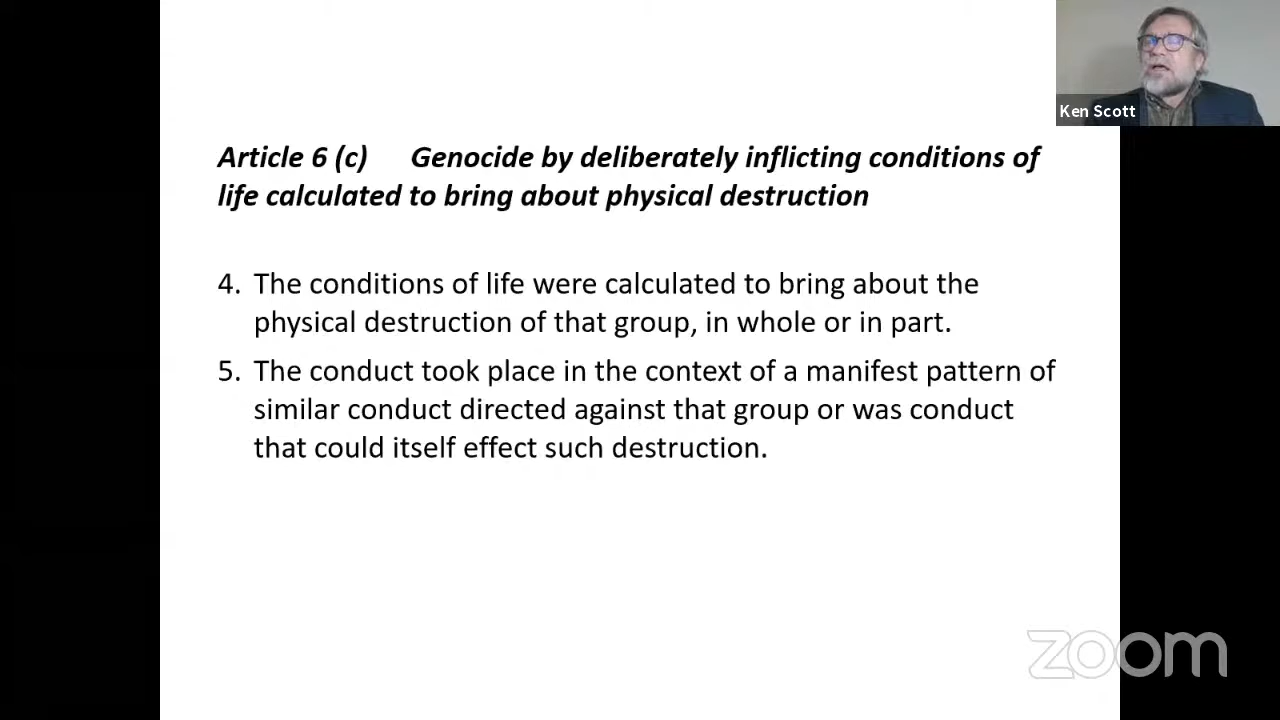 Ken Scott
Article 6 (c) Genocide by deliberately inflicting conditions of
life calculated to bring about physical destruction
4. The conditions of life were calculated to bring about the
physical destruction of that group, in whole or in part.
5. The conduct took place in the context of a manifest pattern of
similar conduct directed against that group or was conduct
that could itself effect such destruction.
zoom